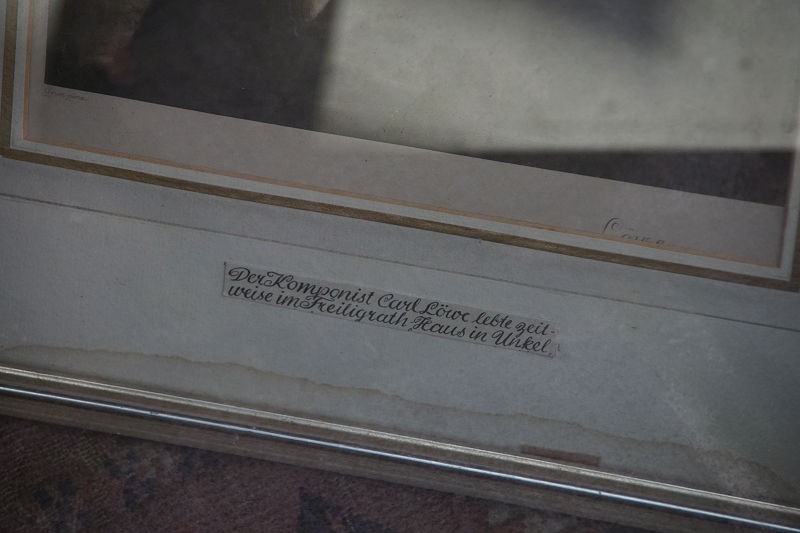 Der Komponist Carl Löwe lebte zeit-
weise im Freiligrath-Haus in Unkel.